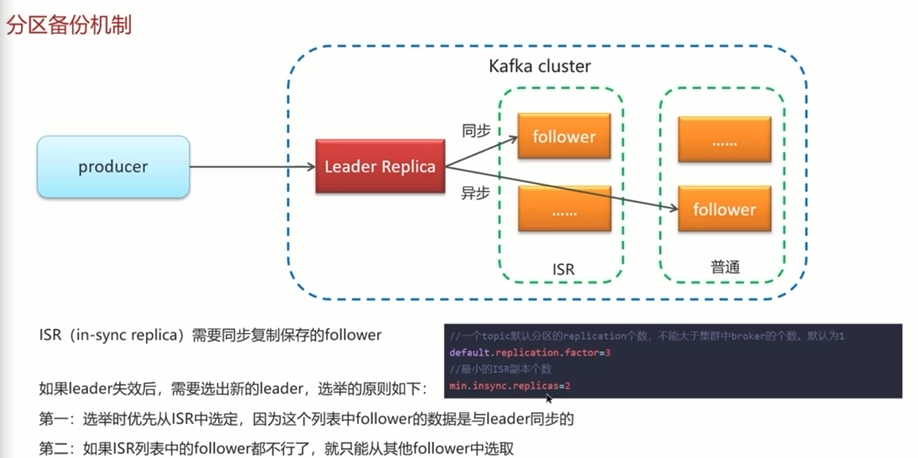 分区备份机制
Kafka cluster
producer
Leader Replica
同步
异步
follower
……
ISR
……
follower
普通
ISR（in-sync replica）需要同步复制保存的follower
如果leader失效后，需要选出新的leader，选举的原则如下：
第一：选举时优先从ISR中选定，因为这个列表中follower的数据是与leader同步的
第二：如果ISR列表中的follower都不行了，就只能从其他follower中选取
//一个topic默认分区的replication个数，不能大于集群中broker的个数。默认为1
default.replication.factor=3
//最小的ISR副本个数
min.insync.replicas=2